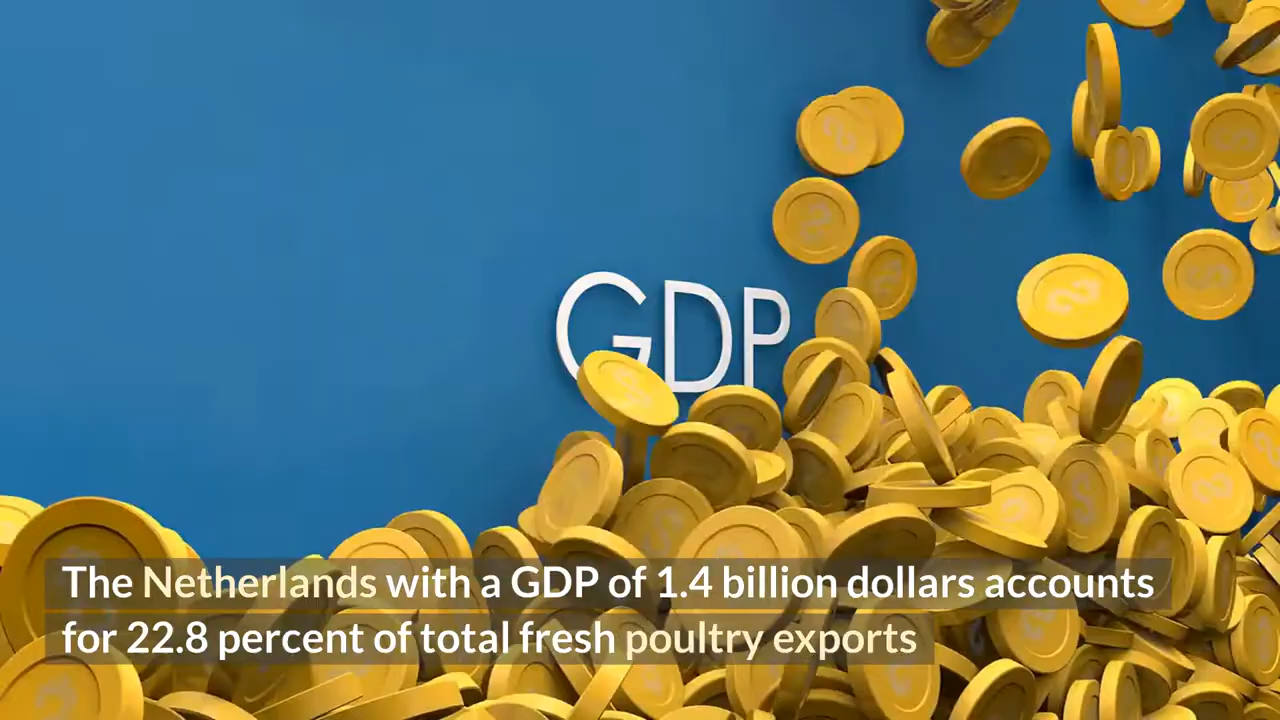 GDP
The Netherlands with a GDP of 1.4 billion dollars accounts
for 22.8 percent of total fresh poultry exports